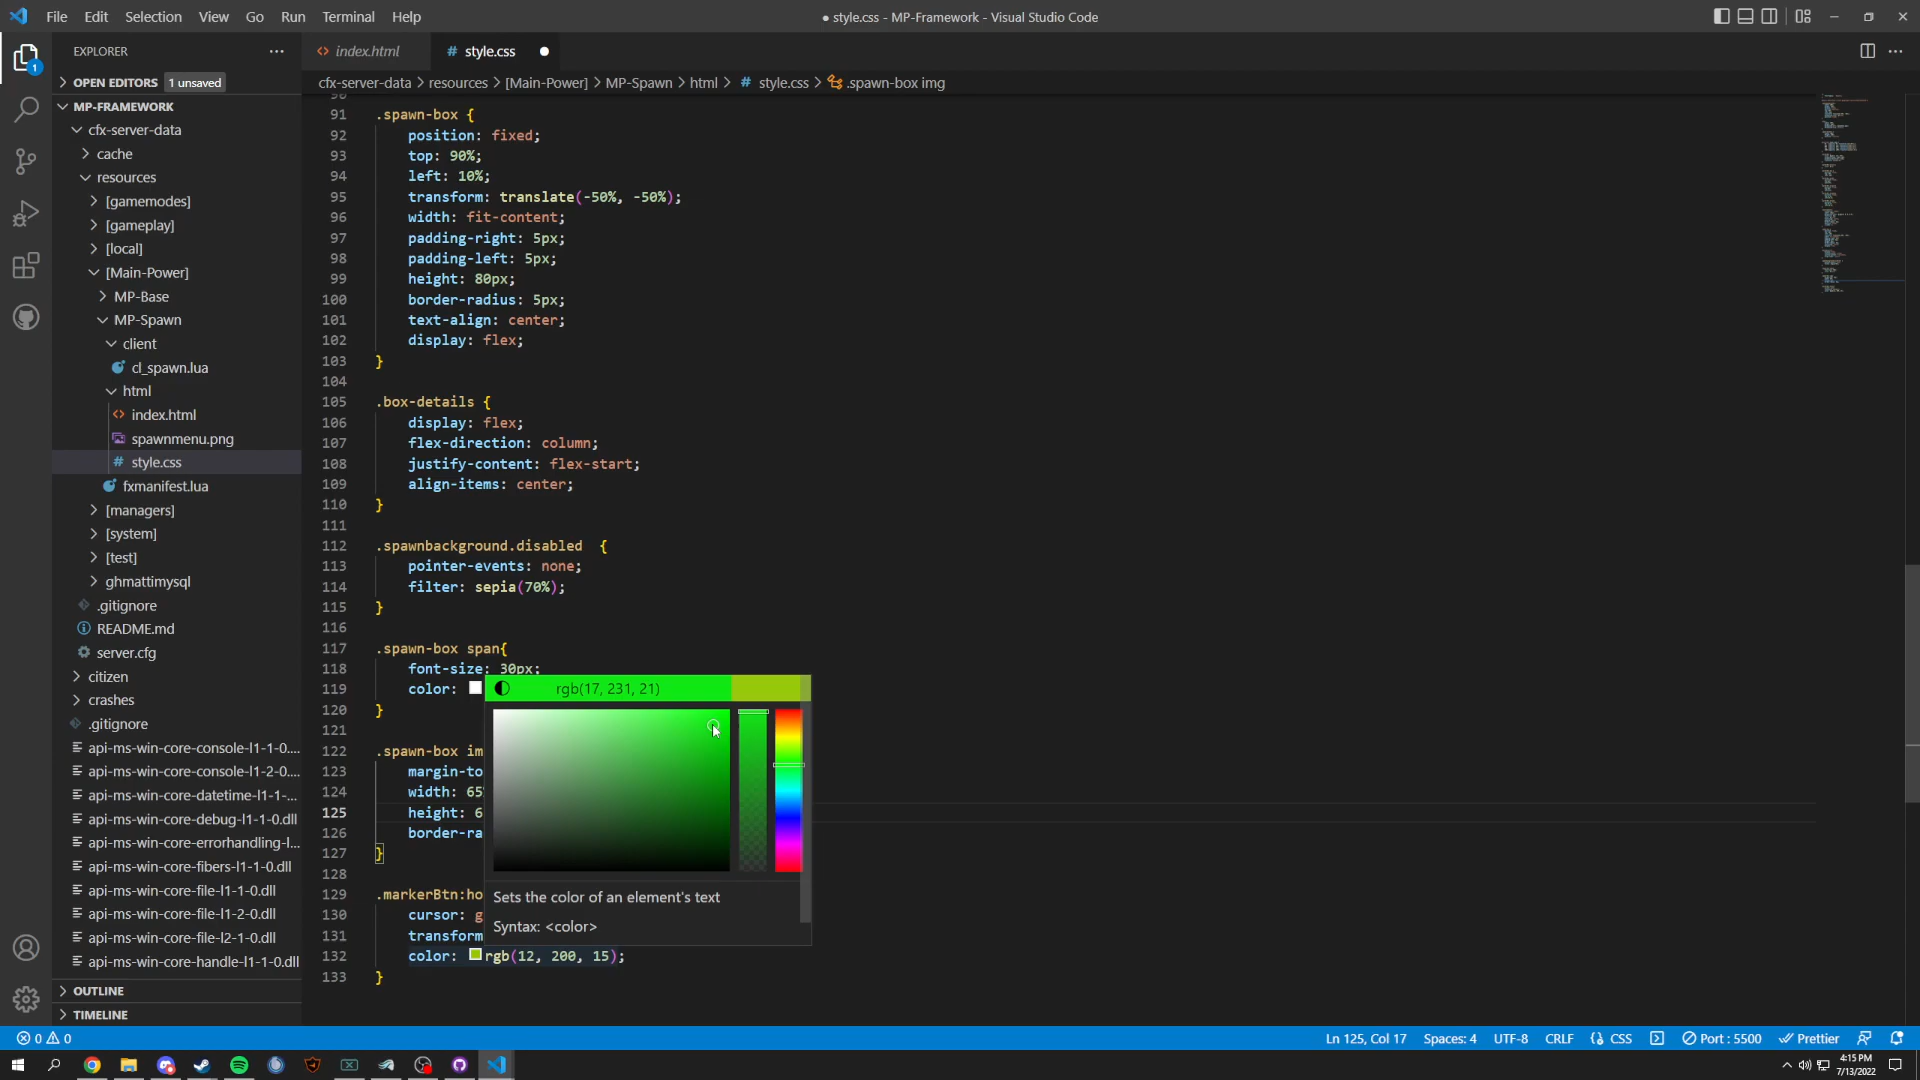 File Edit Selection View Go Run Terminal Help
● style.css - MP-Framework - Visual Studio Code
EXPLORER
OPEN EDITORS 1 unsaved
MP-FRAMEWORK
cfx-server-data
cache
resources
[gamemodes]
[gameplay]
[local]
[Main-Power]
MP-Base
MP-Spawn
client
cl_spawn.lua
html
index.html
spawnmenu.png
style.css
fxmanifest.lua
[managers]
[system]
[test]
ghmattimysql
.gitignore
README.md
server.cfg
citizen
crashes
.gitignore
api-ms-win-core-console-l1-1-0....
api-ms-win-core-console-l1-2-0....
api-ms-win-core-datetime-l1-1-...
api-ms-win-core-debug-l1-1-0.dll
api-ms-win-core-errorhandling-l...
api-ms-win-core-fibers-l1-1-0.dll
api-ms-win-core-file-l1-1-0.dll
api-ms-win-core-file-l1-2-0.dll
api-ms-win-core-file-l2-1-0.dll
api-ms-win-core-handle-l1-1-0.dll
OUTLINE
TIMELINE
<> index.html # style.css ●
cfx-server-data > resources > [Main-Power] > MP-Spawn > html > # style.css > .spawn-box img
90
91 .spawn-box {
92 position: fixed;
93 top: 90%;
94 left: 10%;
95 transform: translate(-50%, -50%);
96 width: fit-content;
97 padding-right: 5px;
98 padding-left: 5px;
99 height: 80px;
100 border-radius: 5px;
101 text-align: center;
102 display: flex;
103 }
104
105 .box-details {
106 display: flex;
107 flex-direction: column;
108 justify-content: flex-start;
109 align-items: center;
110 }
111
112 .spawnbackground.disabled {
113 pointer-events: none;
114 filter: sepia(70%);
115 }
116
117 .spawn-box span{
118 font-size: 30px;
119 color:
120 }
121
122 .spawn-box im
123 margin-to
124 width: 65
125 height: 6
126 border-ra
127 }
128
129 .markerBtn:ho
130 cursor: g
131 transform
132 color: rgb(12, 200, 15);
133 }
rgb(17, 231, 21)
Sets the color of an element's text
Syntax: <color>
0 0
Ln 125, Col 17 Spaces: 4 UTF-8 CRLF {} CSS Port : 5500 Prettier
4:15 PM
7/13/2022
1